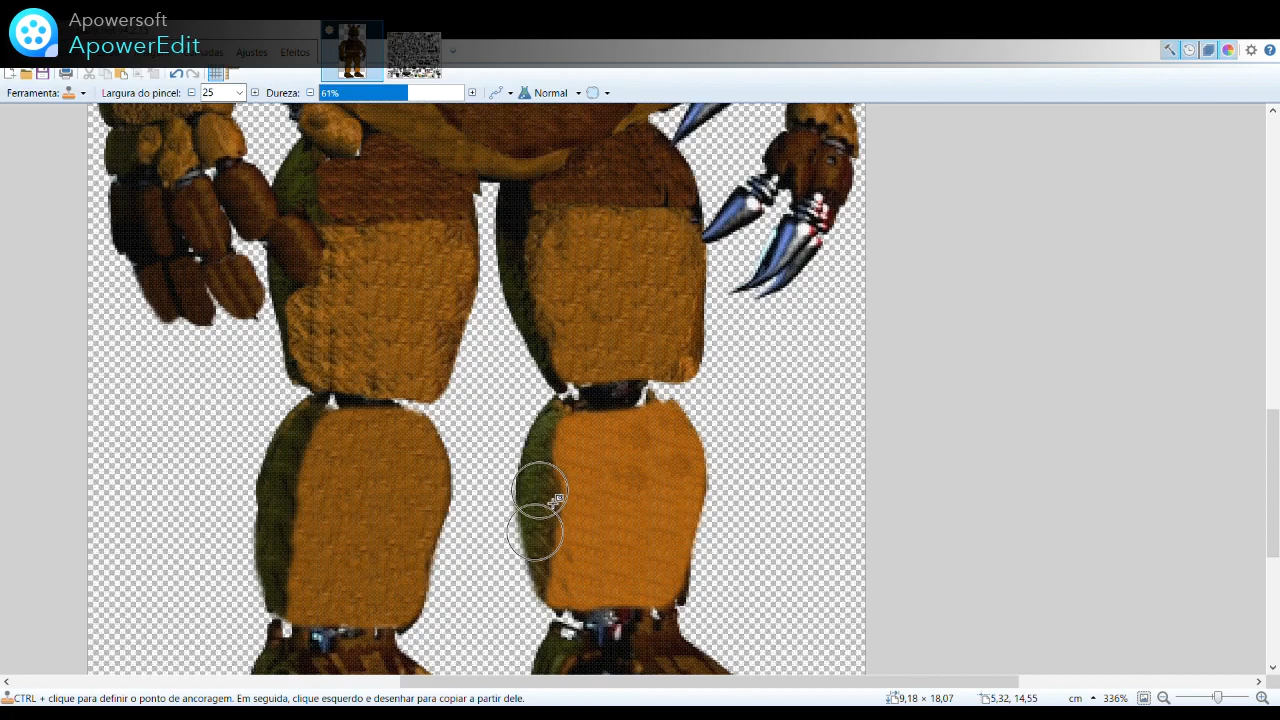 Apowersoft
ApowerEdit
Ajustes Efeitos
Ferramenta: Largura do pincel: 25 Dureza: 61% Normal
CTRL + clique para definir o ponto de ancoragem. Em seguida, clique esquerdo e desenhar para copiar a partir dele. 9,18 × 18,07 5,32, 14,55 cm 336%